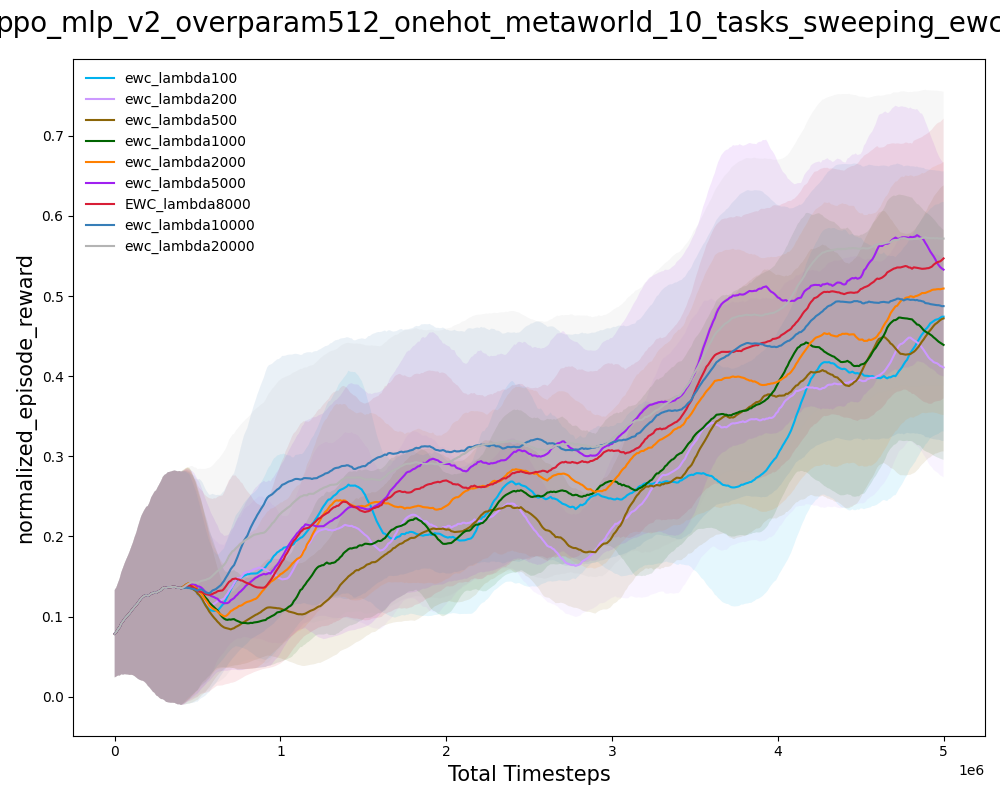 ppo_mlp_v2_overparam512_onehot_metaworld_10_tasks_sweeping_ewc
ewc_lambda100
ewc_lambda200
ewc_lambda500
ewc_lambda1000
ewc_lambda2000
ewc_lambda5000
EWC_lambda8000
ewc_lambda10000
ewc_lambda20000
normalized_episode_reward
0.7
0.6
0.5
0.4
0.3
0.2
0.1
0.0
0 1 2 3 4 5
1e6
Total Timesteps